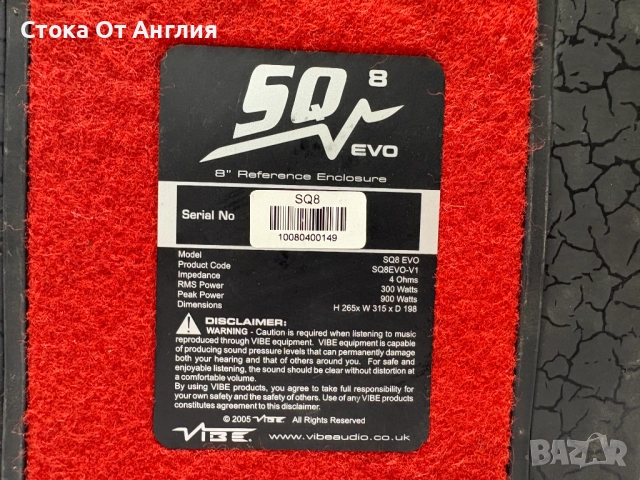 Стока От Англия
SQ 8
EVO
8" Reference Enclosure
Serial No
SQ8
10080400149
Model SQ8 EVO
Product Code SQ8EVO-V1
Impedance 4 Ohms
RMS Power 300 Watts
Peak Power 900 Watts
Dimensions H 265x W 315 x D 198
DISCLAIMER:
WARNING - Caution is required when listening to music
reproduced through VIBE equipment. VIBE equipment is capable
of producing sound pressure levels that can permanently damage
both your hearing and that of others around you. For safe and
enjoyable listening, the sound should be clear without distortion at
a comfortable volume.
By using VIBE products, you agree to take full responsibility for
your own safety and the safety of others. Use of any VIBE products
constitutes agreement to this disclaimer.
© 2005 VIBE All Rights Reserved
VIBE www.vibeaudio.co.uk
BAZAR